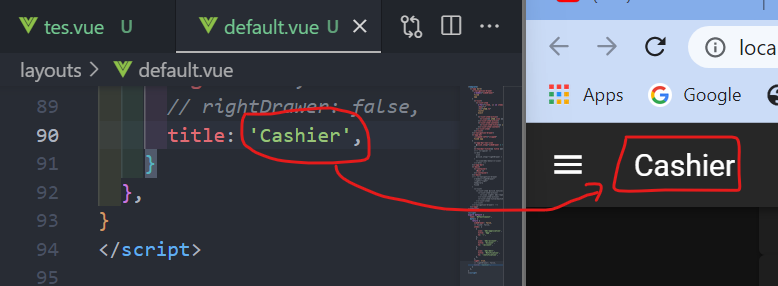 tes.vue U
default.vue U
layouts > default.vue
89 // rightDrawer: false,
90 title: 'Cashier',
91 }
92 },
93 }
94 </script>
95
loca
Apps Google
Cashier